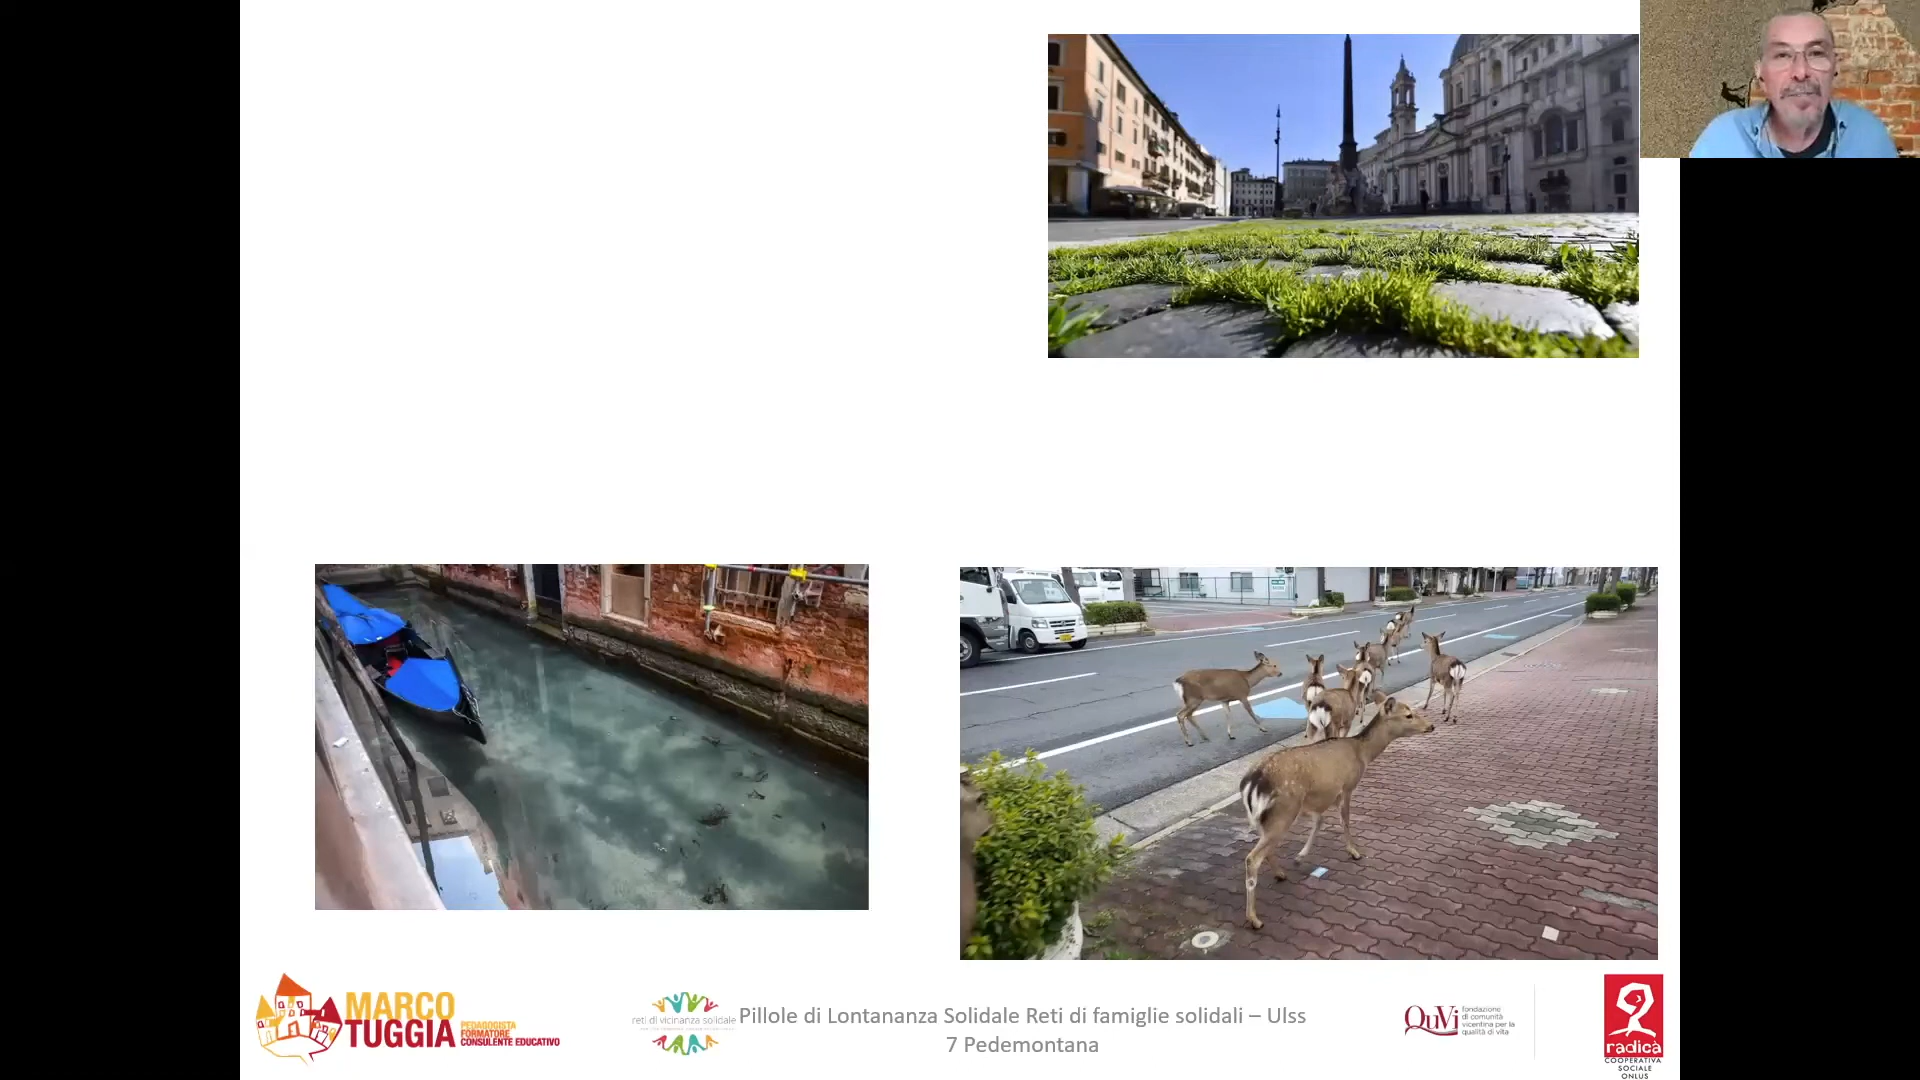 MARCO
TUGGIA
PEDAGOGISTA
FORMATORE
CONSULENTE EDUCATIVO
reti di vicinanza solidale
Pillole di Lontananza Solidale Reti di famiglie solidali – Ulss
7 Pedemontana
QuVi
fondazione
di comunità
vicentina per la
qualità di vita
radicà
COOPERATIVA
SOCIALE
ONLUS